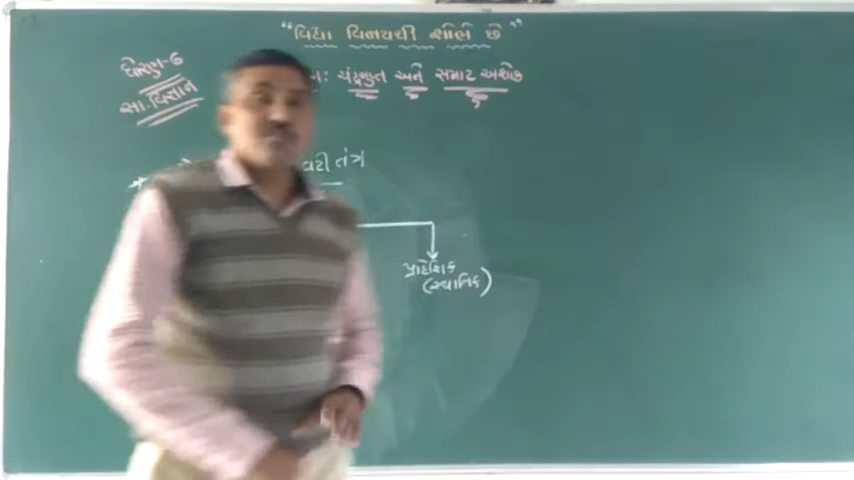 “વિદ્યા વિનયથી શોભે છે”
ધોરણ-6
સા. વિજ્ઞાન
ચંદ્રગુપ્ત અને સમ્રાટ અશોક
વટી તંત્ર
પ્રાદેશિક
(સ્થાનિક)